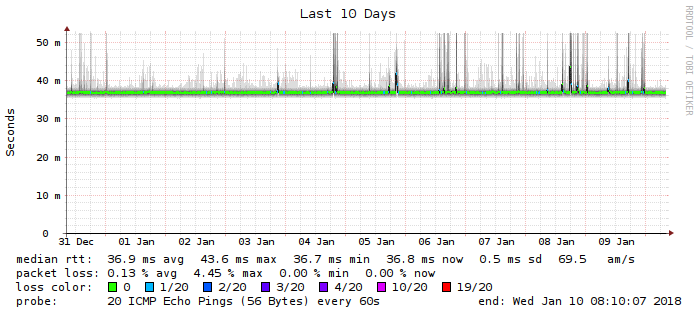 Last 10 Days
RRDTOOL / TOBI OETIKER
Seconds
50 m
40 m
30 m
20 m
10 m
0
31 Dec 01 Jan 02 Jan 03 Jan 04 Jan 05 Jan 06 Jan 07 Jan 08 Jan 09 Jan
median rtt: 36.9 ms avg 43.6 ms max 36.7 ms min 36.8 ms now 0.5 ms sd 69.5 am/s
packet loss: 0.13 % avg 4.45 % max 0.00 % min 0.00 % now
loss color: 0 1/20 2/20 3/20 4/20 10/20 19/20
probe: 20 ICMP Echo Pings (56 Bytes) every 60s end: Wed Jan 10 08:10:07 2018